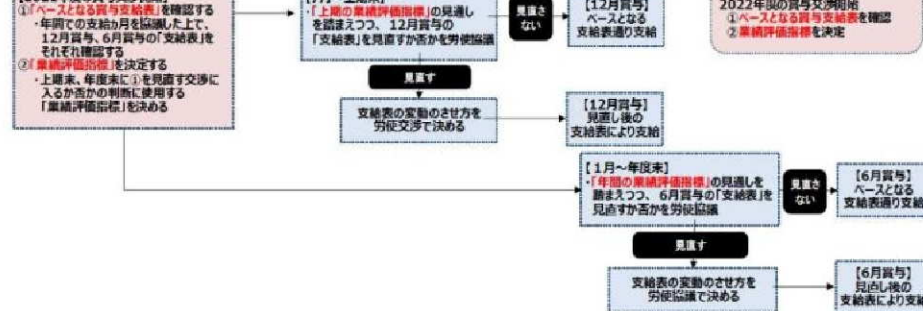 ①「ベースとなる賞与支給表」を確認する
・年間での支給月を協議した上で、
12月賞与、6月賞与の「支給表」を
それぞれ確認する
②「業績評価指標」を決定する
・上期末、年度末に①を見直す交渉に
入るか否かの判断に使用する
「業績評価指標」を決める
・「上期の業績評価指標」の見通し
を踏まえつつ、12月賞与の
「支給表」を見直すか否かを労使協議
見直さ
ない
【12月賞与】
ベースとなる
支給表通り支給
2022年度の賞与交渉開始
①ベースとなる賞与支給表を確認
②業績評価指標を決定
見直す
支給表の変動のさせ方を
労使交渉で決める
【12月賞与】
見直し後の
支給表により支給
【1月～年度末】
・「年間の業績評価指標」の見通しを
踏まえつつ、6月賞与の「支給表」を
見直すか否かを労使協議
見直さ
ない
【6月賞与】
ベースとなる
支給表通り支給
見直す
支給表の変動のさせ方を
労使協議で決める
【6月賞与】
見直し後の
支給表により支給